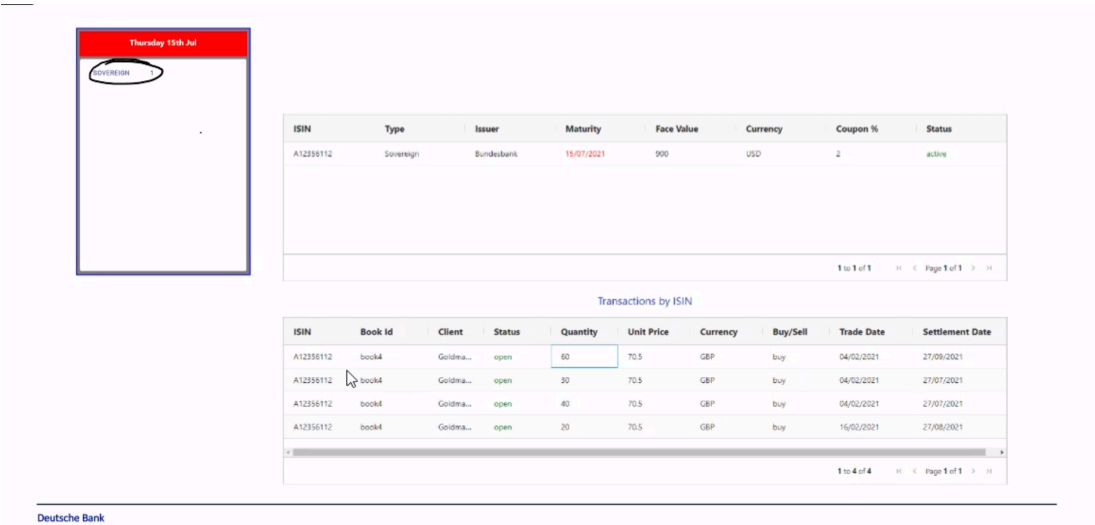 Thursday 15th Jul
SOVEREIGN 1
ISIN Type Issuer Maturity Face Value Currency Coupon % Status
A12356112 Sovereign Bundesbank 15/07/2021 900 USD 2 active
1 to 1 of 1 Page 1 of 1
Transactions by ISIN
ISIN Book Id Client Status Quantity Unit Price Currency Buy/Sell Trade Date Settlement Date
A12356112 book4 Goldma... open 60 70.5 GBP buy 04/02/2021 27/09/2021
A12356112 book4 Goldma... open 30 70.5 GBP buy 04/02/2021 27/07/2021
A12356112 book4 Goldma... open 40 70.5 GBP buy 04/02/2021 27/07/2021
A12356112 book4 Goldma... open 20 70.5 GBP buy 16/02/2021 27/08/2021
1 to 4 of 4 Page 1 of 1
Deutsche Bank